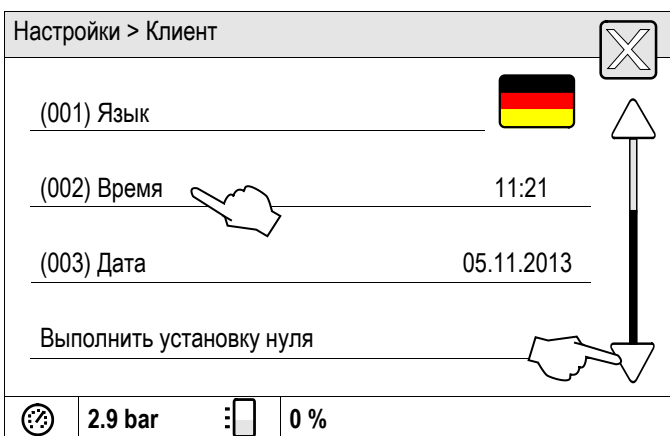 Настройки > Клиент
(001) Язык
(002) Время 11:21
(003) Дата 05.11.2013
Выполнить установку нуля
2.9 bar 0 %